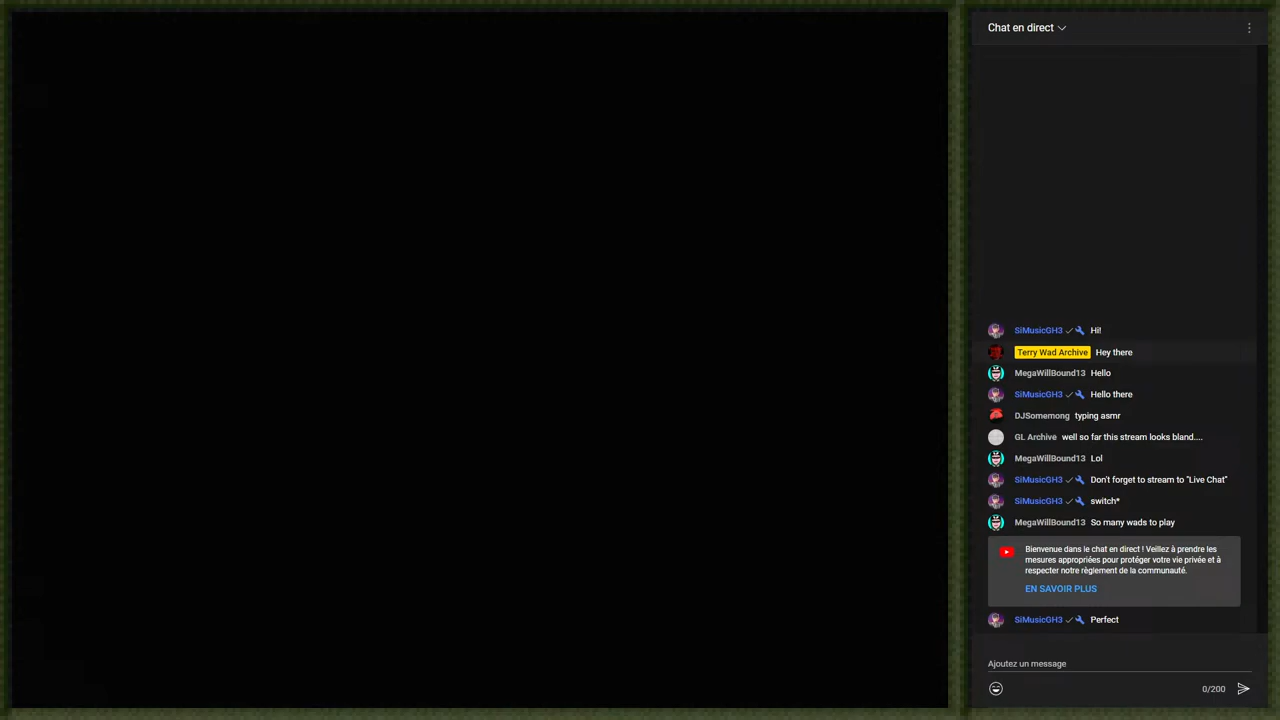 Chat en direct
SiMusicGH3 Hi!
Terry Wad Archive Hey there
MegaWillBound13 Hello
SiMusicGH3 Hello there
DJSomemong typing asmr
GL Archive well so far this stream looks bland....
MegaWillBound13 Lol
SiMusicGH3 Don't forget to stream to "Live Chat"
SiMusicGH3 switch*
MegaWillBound13 So many wads to play
Bienvenue dans le chat en direct ! Veillez à prendre les
mesures appropriées pour protéger votre vie privée et à
respecter notre règlement de la communauté.
EN SAVOIR PLUS
SiMusicGH3 Perfect
Ajoutez un message
0/200